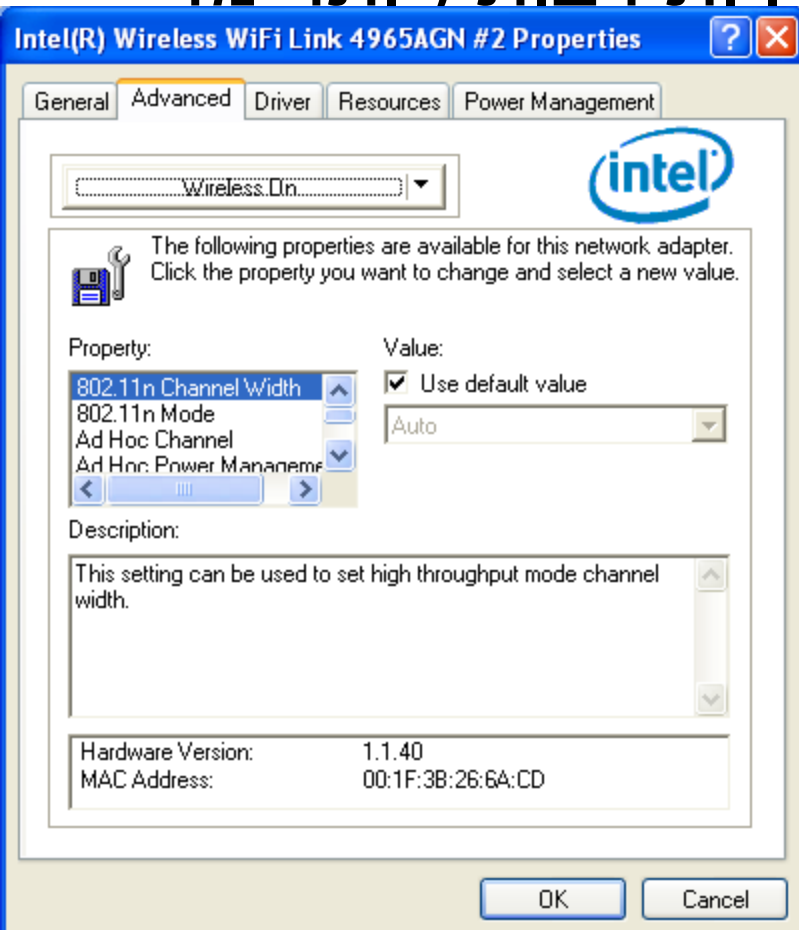 Intel(R) Wireless WiFi Link 4965AGN #2 Properties
General Advanced Driver Resources Power Management
Wireless On
intel
The following properties are available for this network adapter.
Click the property you want to change and select a new value.
Property:
802.11n Channel Width
802.11n Mode
Ad Hoc Channel
Ad Hoc Power Manageme
Value:
Use default value
Auto
Description:
This setting can be used to set high throughput mode channel
width.
Hardware Version: 1.1.40
MAC Address: 00:1F:3B:26:6A:CD
OK Cancel